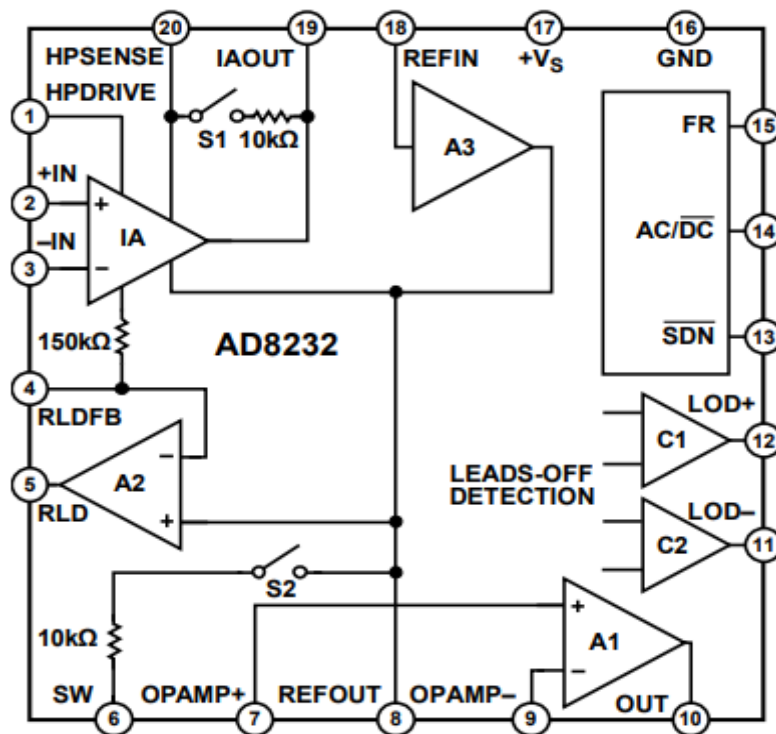 20 19 18 17 16
HPSENSE IAOUT REFIN +VS GND
HPDRIVE
1
S1 10kΩ
A3
FR 15
+IN
2 +
IA
AC/DC 14
–IN
3 −
150kΩ
AD8232
SDN 13
4
RLDFB
LOD+
C1 12
−
A2
5
RLD
+
LEADS-OFF
DETECTION
LOD–
C2 11
S2
10kΩ
+
A1
−
SW OPAMP+ REFOUT OPAMP– OUT
6 7 8 9 10